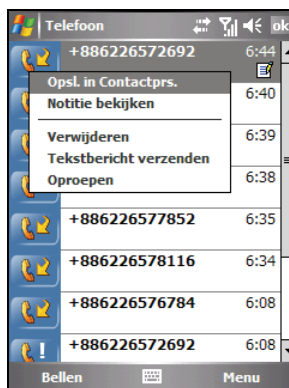 Telefoon ok
+886226572692 6:44
Opsl. in Contactprs.
6:40
Notitie bekijken
Verwijderen
6:39
Tekstbericht verzenden
Oproepen
6:38
+886226577852 6:35
+886226578116 6:34
+886226576784 6:08
+886226572692 6:08
Bellen Menu